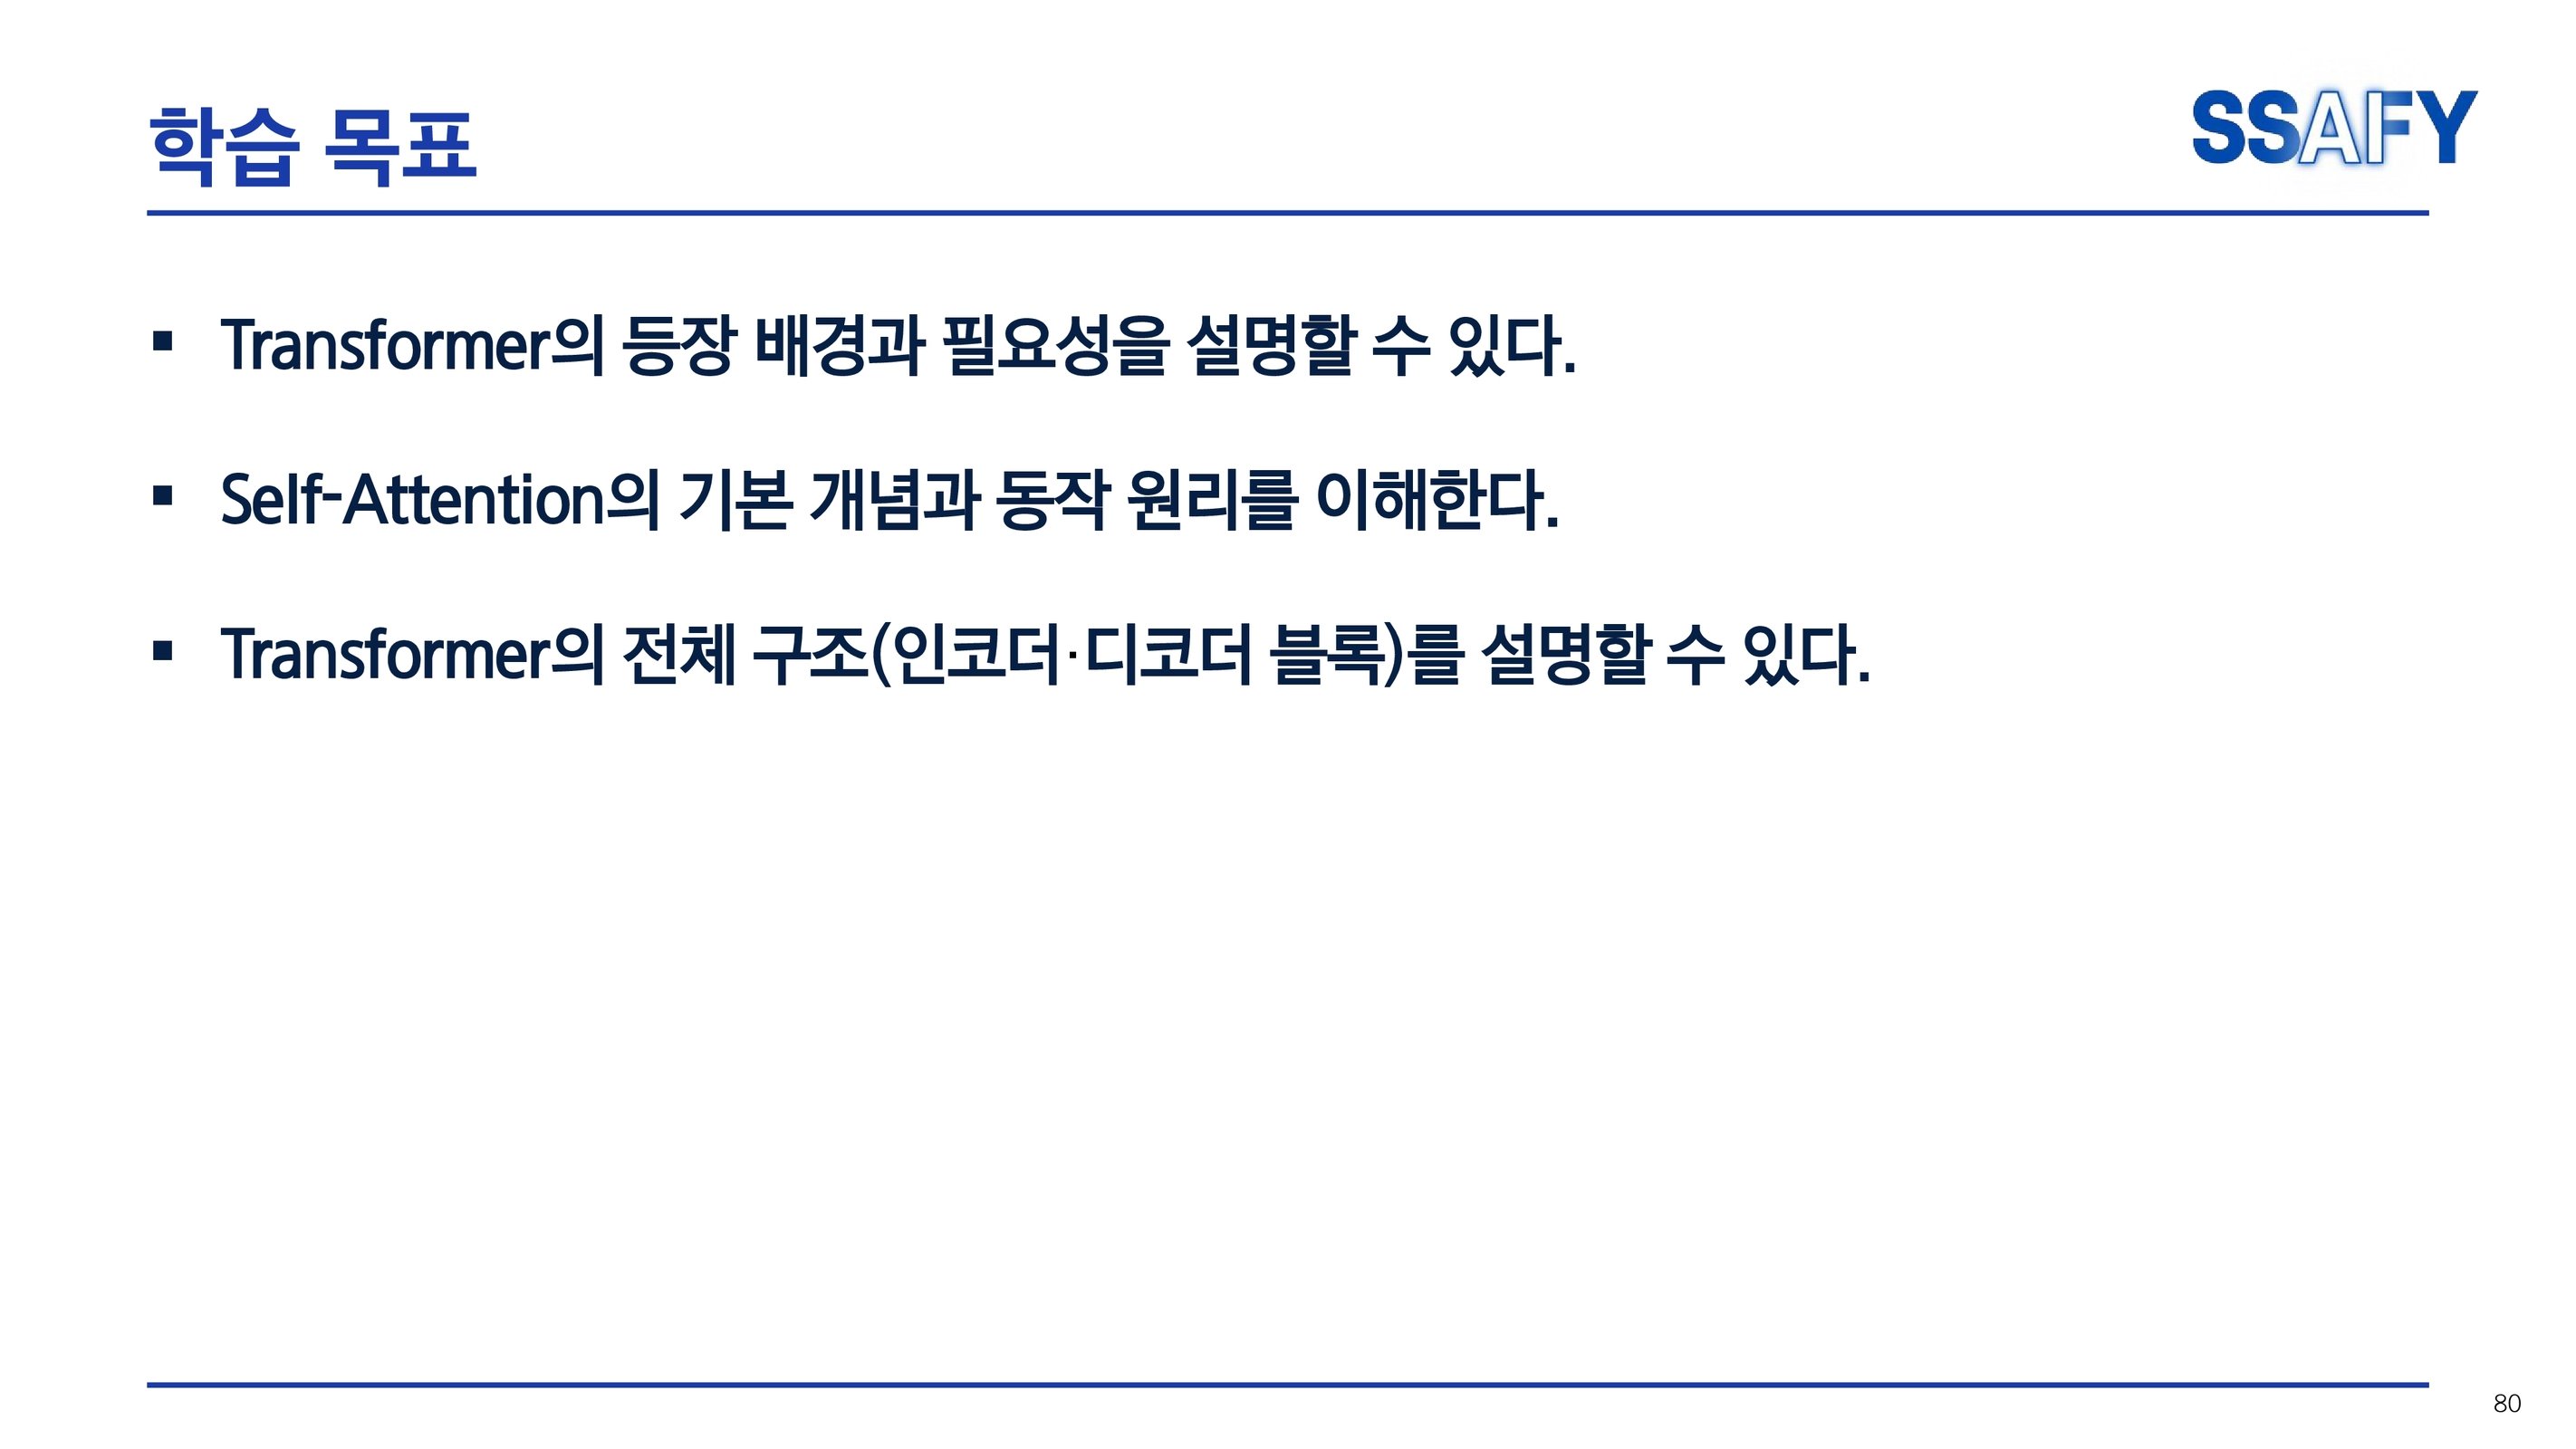 학습 목표
SSAFY
▪ Transformer의 등장 배경과 필요성을 설명할 수 있다.
▪ Self-Attention의 기본 개념과 동작 원리를 이해한다.
▪ Transformer의 전체 구조(인코더·디코더 블록)를 설명할 수 있다.
80